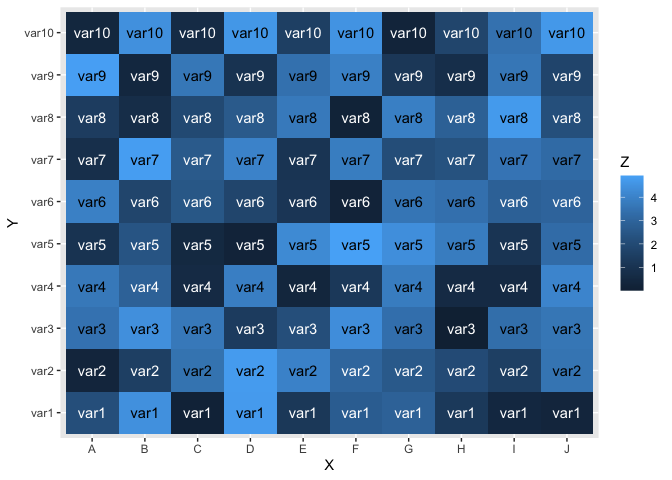 var10 var10 var10 var10 var10 var10 var10 var10 var10 var10 var10
var9 var9 var9 var9 var9 var9 var9 var9 var9 var9 var9
var8 var8 var8 var8 var8 var8 var8 var8 var8 var8 var8
var7 var7 var7 var7 var7 var7 var7 var7 var7 var7 var7
var6 var6 var6 var6 var6 var6 var6 var6 var6 var6 var6
var5 var5 var5 var5 var5 var5 var5 var5 var5 var5 var5
var4 var4 var4 var4 var4 var4 var4 var4 var4 var4 var4
var3 var3 var3 var3 var3 var3 var3 var3 var3 var3 var3
var2 var2 var2 var2 var2 var2 var2 var2 var2 var2 var2
var1 var1 var1 var1 var1 var1 var1 var1 var1 var1 var1
A B C D E F G H I J
X
Y
Z
4
3
2
1